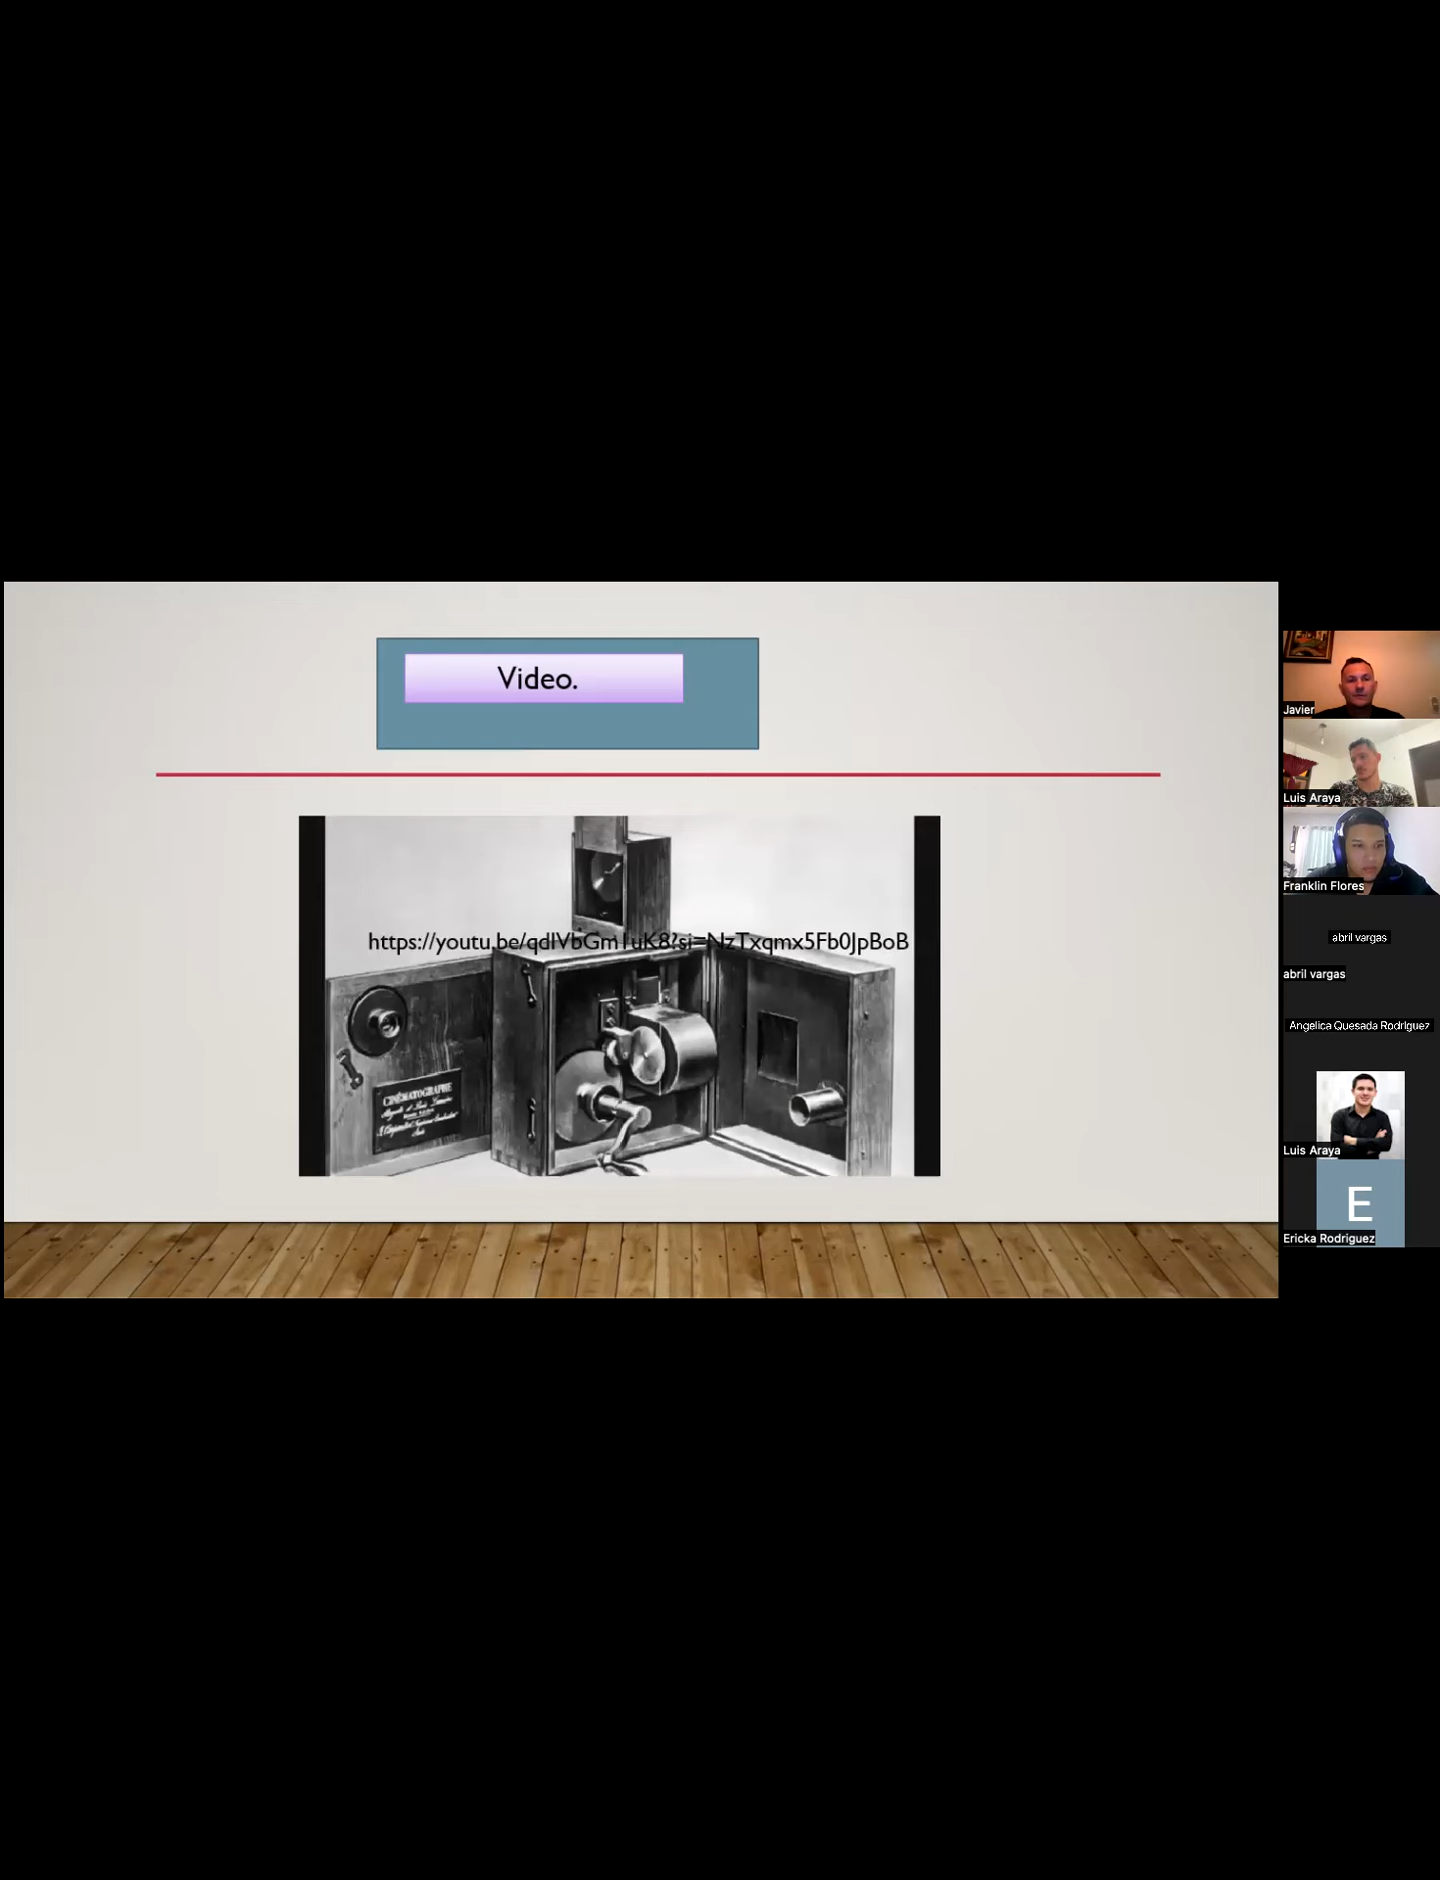 Video.
https://youtu.be/qdIVbGm1uK8?si=NzTxqmx5Fb0JpBoB
CINÉMATOGRAPHE
Javier
Luis Araya
Franklin Flores
abril vargas
abril vargas
Angelica Quesada Rodriguez
Luis Araya
E
Ericka Rodriguez